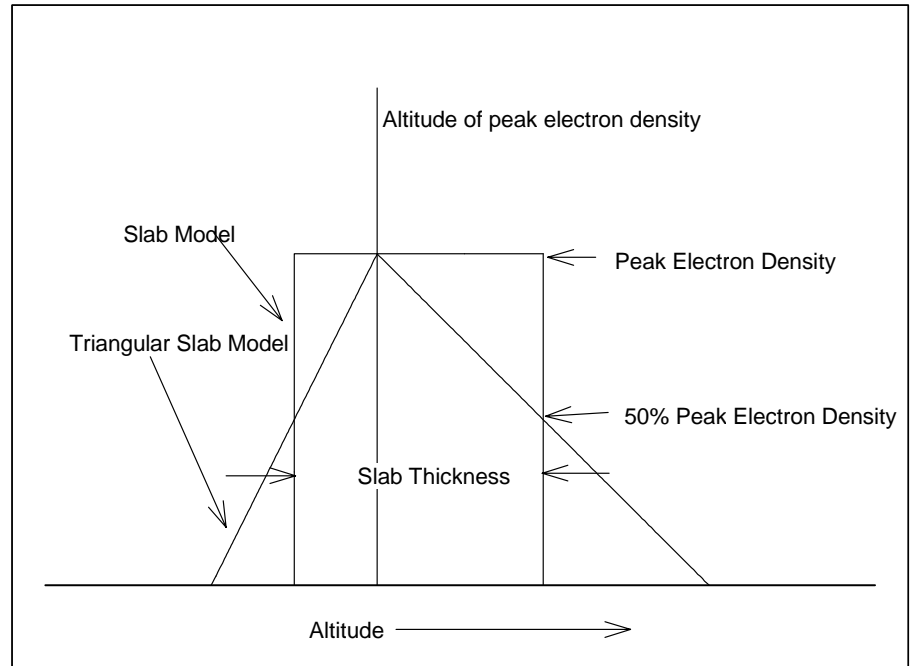 Altitude of peak electron density
Slab Model
Peak Electron Density
Triangular Slab Model
50% Peak Electron Density
Slab Thickness
Altitude